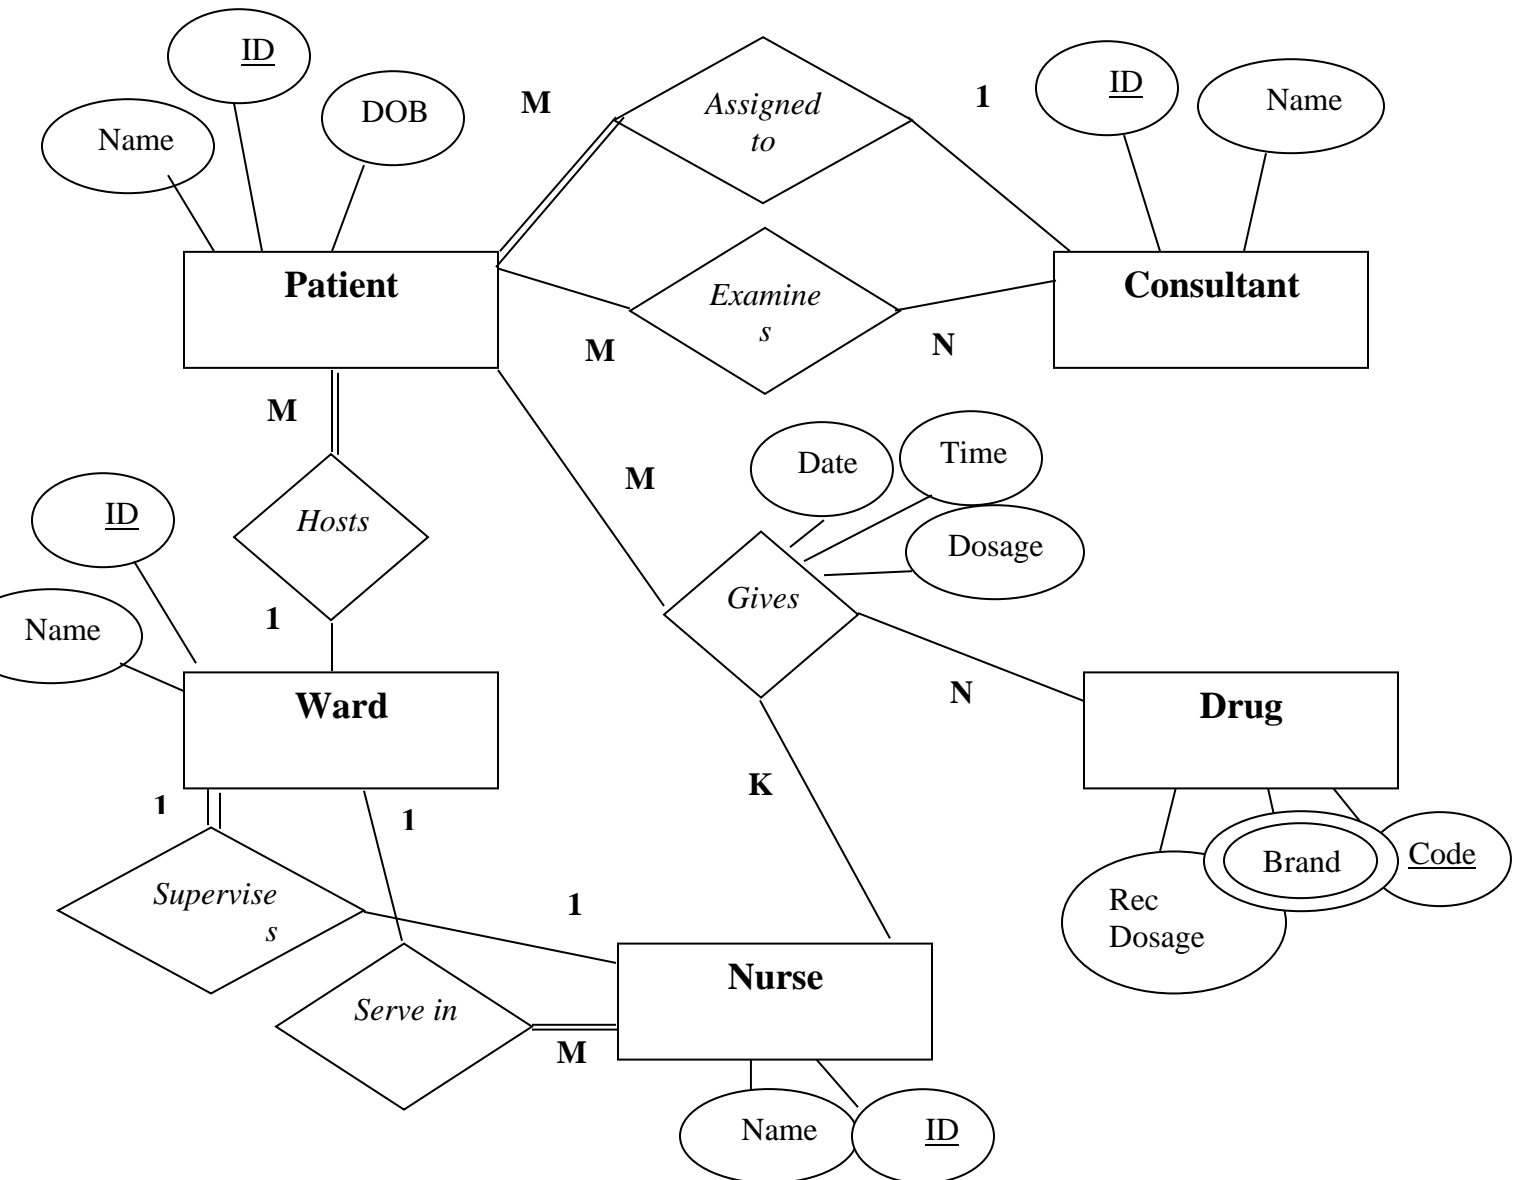 ID
DOB
Name
M
Assigned
to
1
ID
Name
Patient
Examine
s
Consultant
M
N
M
Hosts
M
Date
Time
ID
Dosage
1
Name
Gives
Ward
N
Drug
1
1
K
Supervise
s
1
Brand
Code
Rec
Dosage
Nurse
Serve in
M
Name
ID